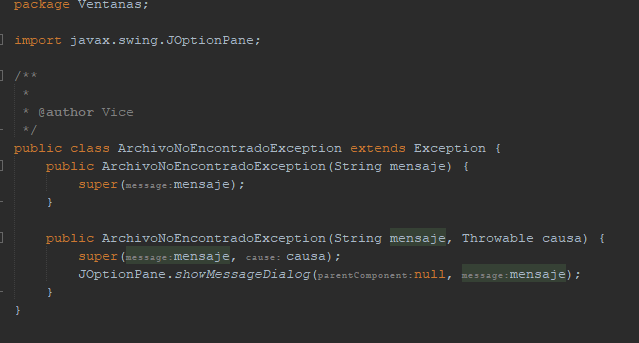 package Ventanas;
import javax.swing.JOptionPane;
/**
 *
 * @author Vice
 */
public class ArchivoNoEncontradoException extends Exception {
    public ArchivoNoEncontradoException(String mensaje) {
        super(message:mensaje);
    }
    public ArchivoNoEncontradoException(String mensaje, Throwable causa) {
        super(message:mensaje, cause: causa);
        JOptionPane.showMessageDialog(parentComponent:null, message:mensaje);
    }
}